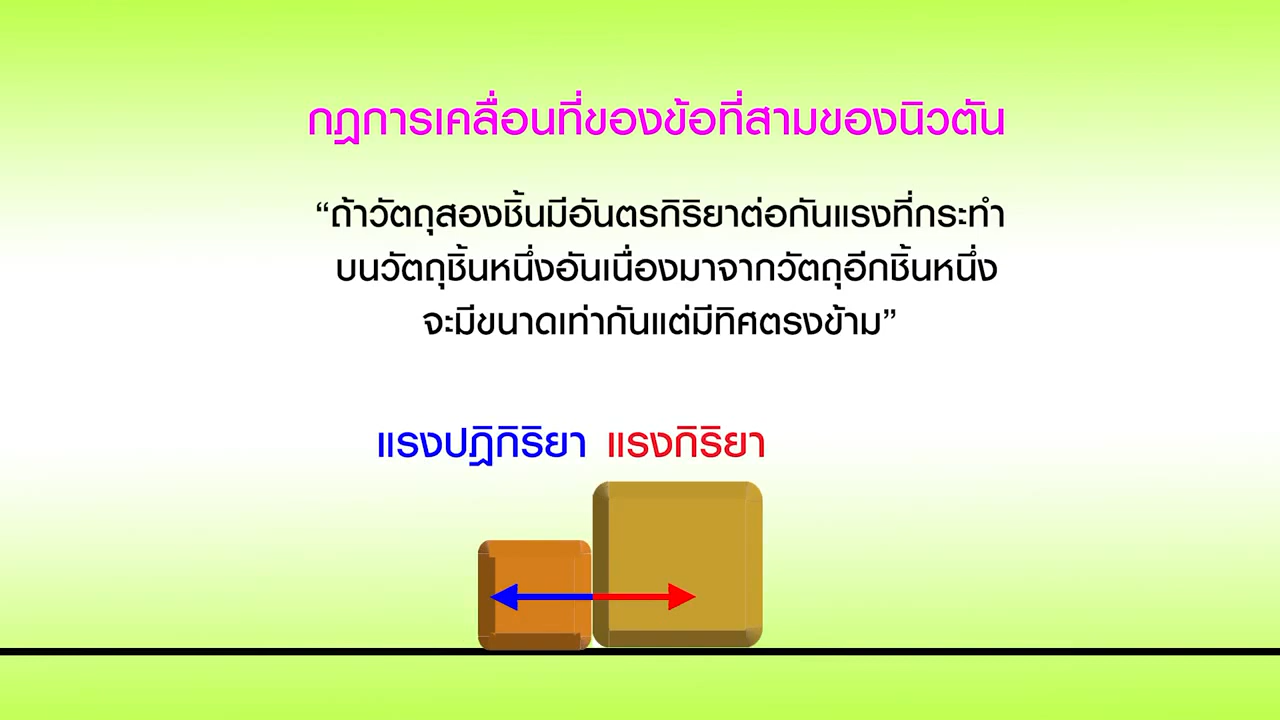 กฎการเคลื่อนที่ของข้อที่สามของนิวตัน
“ถ้าวัตถุสองชิ้นมีอันตรกิริยาต่อกันแรงที่กระทำ
บนวัตถุชิ้นหนึ่งอันเนื่องมาจากวัตถุอีกชิ้นหนึ่ง
จะมีขนาดเท่ากันแต่มีทิศตรงข้าม”
แรงปฏิกิริยา แรงกิริยา